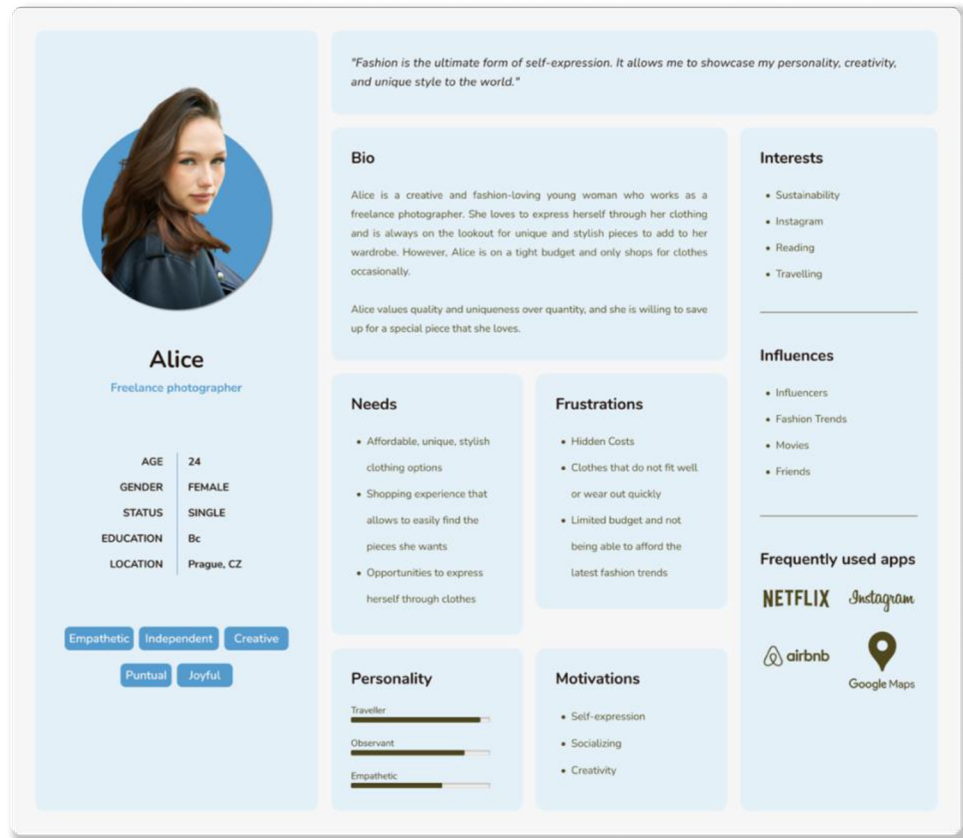 "Fashion is the ultimate form of self-expression. It allows me to showcase my personality, creativity,
and unique style to the world."
Alice
Freelance photographer
AGE 24
GENDER FEMALE
STATUS SINGLE
EDUCATION Bc
LOCATION Prague, CZ
Empathetic Independent Creative
Puntual Joyful
Bio
Alice is a creative and fashion-loving young woman who works as a
freelance photographer. She loves to express herself through her clothing
and is always on the lookout for unique and stylish pieces to add to her
wardrobe. However, Alice is on a tight budget and only shops for clothes
occasionally.
Alice values quality and uniqueness over quantity, and she is willing to save
up for a special piece that she loves.
Needs
• Affordable, unique, stylish
clothing options
• Shopping experience that
allows to easily find the
pieces she wants
• Opportunities to express
herself through clothes
Frustrations
• Hidden Costs
• Clothes that do not fit well
or wear out quickly
• Limited budget and not
being able to afford the
latest fashion trends
Personality
Traveller
Observant
Empathetic
Motivations
• Self-expression
• Socializing
• Creativity
Interests
• Sustainability
• Instagram
• Reading
• Travelling
Influences
• Influencers
• Fashion Trends
• Movies
• Friends
Frequently used apps
NETFLIX Instagram
airbnb
Google Maps